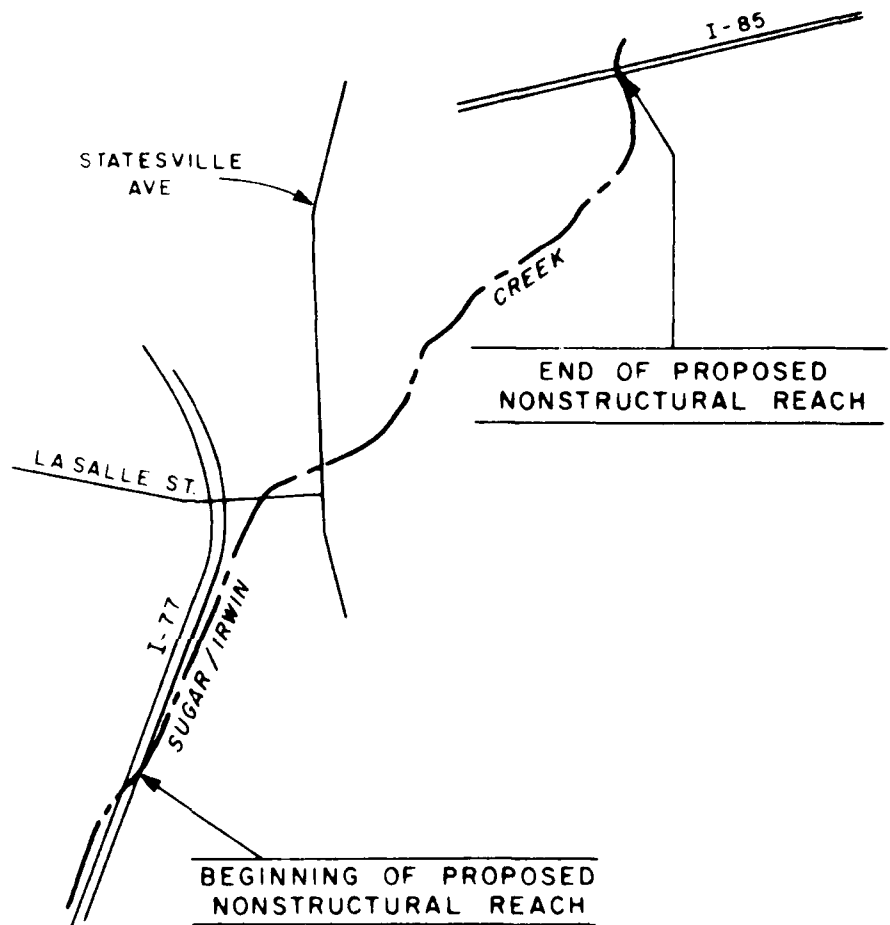 I-85
STATESVILLE
AVE
CREEK
END OF PROPOSED
NONSTRUCTURAL REACH
LASALLE ST.
I-77
SUGAR/IRWIN
BEGINNING OF PROPOSED
NONSTRUCTURAL REACH